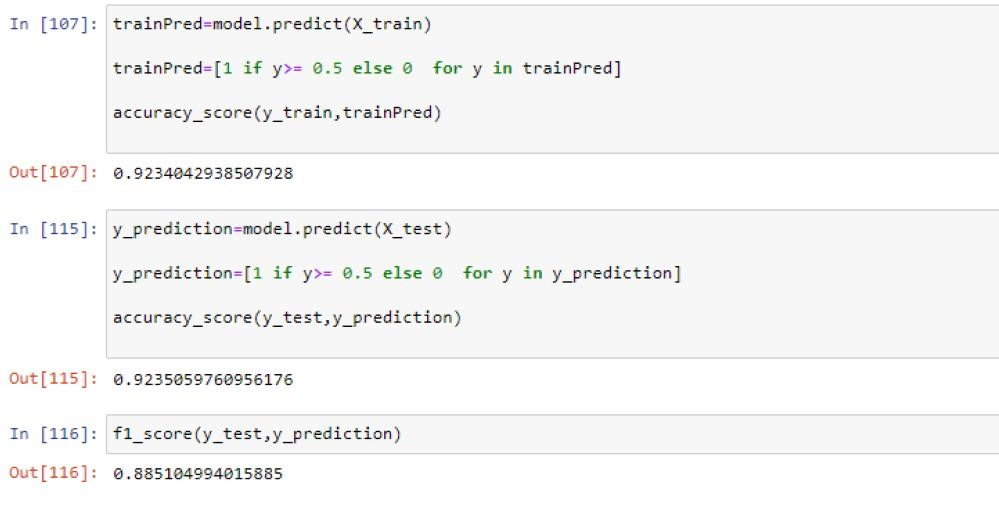 In [107]: trainPred=model.predict(X_train)
trainPred=[1 if y>= 0.5 else 0  for y in trainPred]
accuracy_score(y_train,trainPred)
Out[107]: 0.9234042938507928
In [115]: y_prediction=model.predict(X_test)
y_prediction=[1 if y>= 0.5 else 0  for y in y_prediction]
accuracy_score(y_test,y_prediction)
Out[115]: 0.9235059760956176
In [116]: f1_score(y_test,y_prediction)
Out[116]: 0.885104994015885